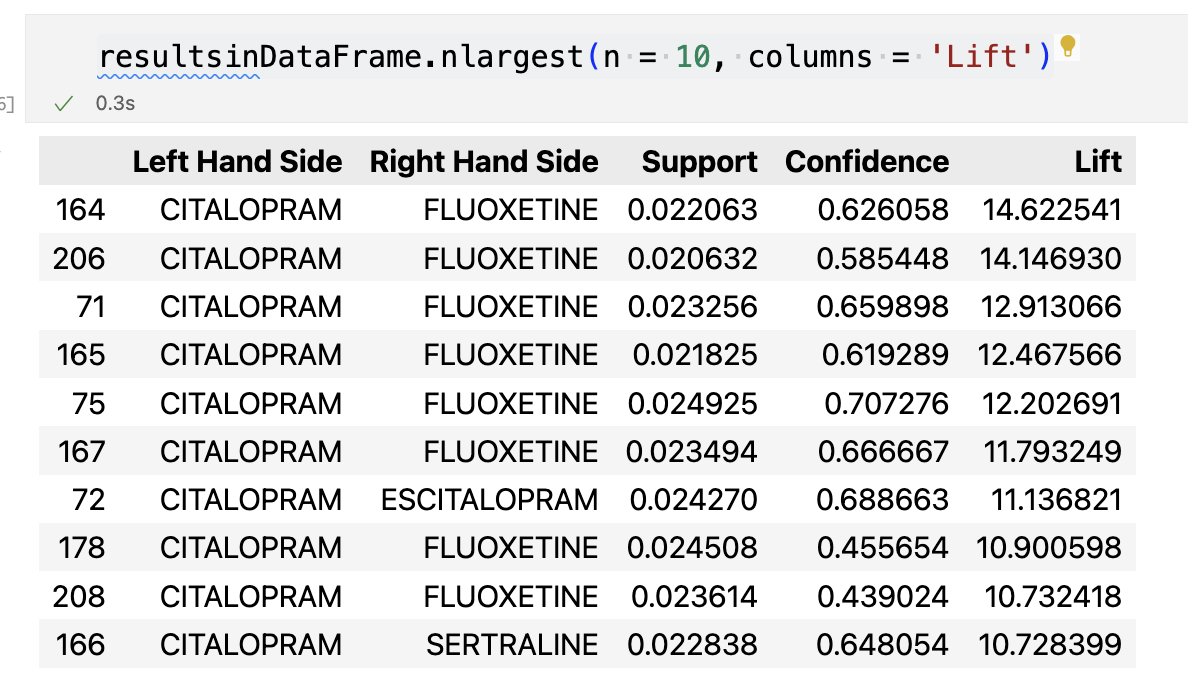 resultsinDataFrame.nlargest(n = 10, columns = 'Lift')
6] 0.3s
Left Hand Side Right Hand Side Support Confidence Lift
164 CITALOPRAM FLUOXETINE 0.022063 0.626058 14.622541
206 CITALOPRAM FLUOXETINE 0.020632 0.585448 14.146930
71 CITALOPRAM FLUOXETINE 0.023256 0.659898 12.913066
165 CITALOPRAM FLUOXETINE 0.021825 0.619289 12.467566
75 CITALOPRAM FLUOXETINE 0.024925 0.707276 12.202691
167 CITALOPRAM FLUOXETINE 0.023494 0.666667 11.793249
72 CITALOPRAM ESCITALOPRAM 0.024270 0.688663 11.136821
178 CITALOPRAM FLUOXETINE 0.024508 0.455654 10.900598
208 CITALOPRAM FLUOXETINE 0.023614 0.439024 10.732418
166 CITALOPRAM SERTRALINE 0.022838 0.648054 10.728399